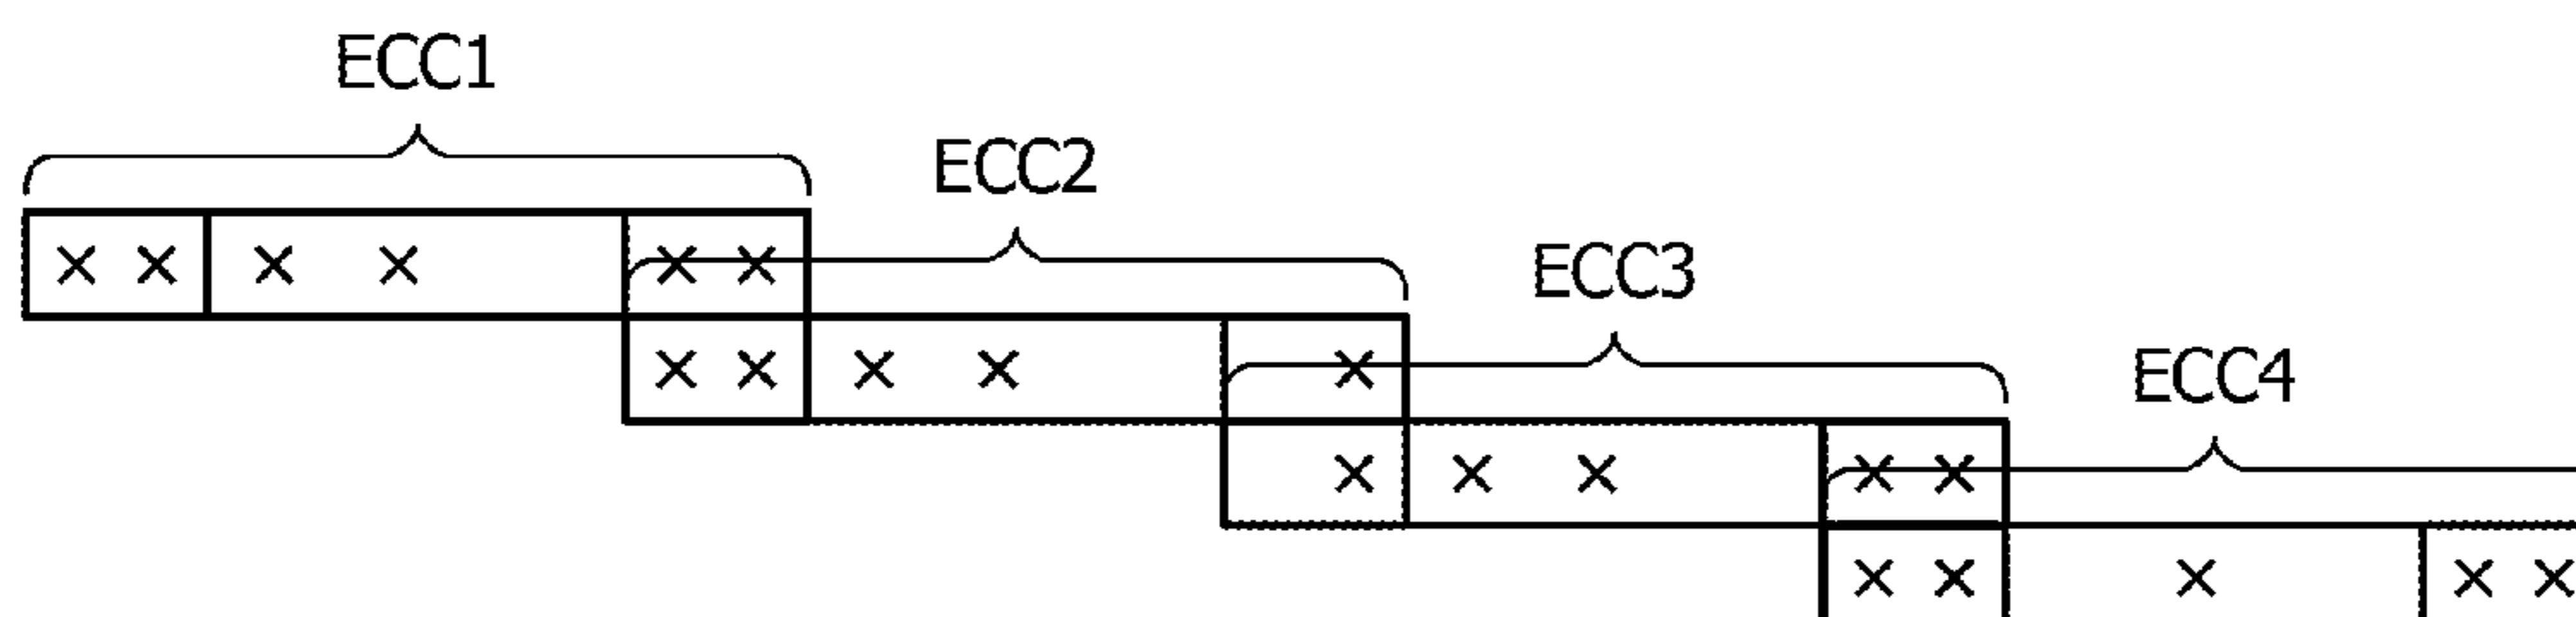 ECC1
ECC2
ECC3
ECC4
× × × × × ×
× × × × ×
× × × × ×
× × × × ×